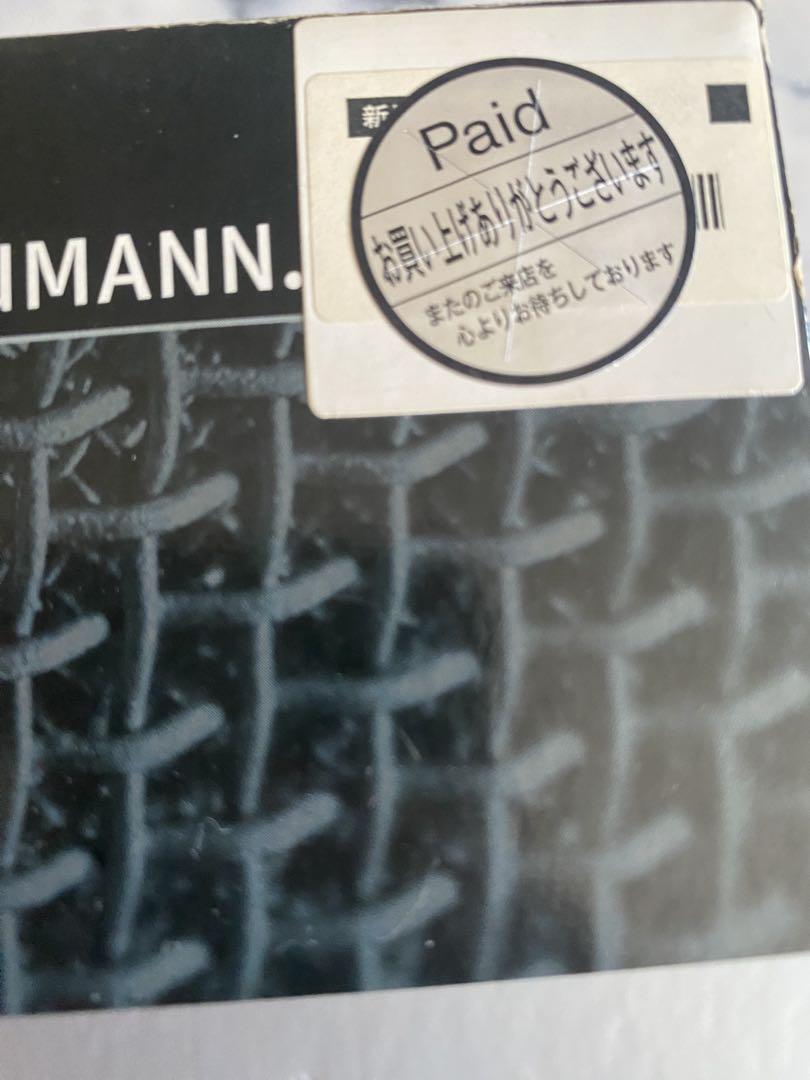 NMANN.
新
Paid
お買い上げありがとうございます
またのご来店を
心よりお待ちしております